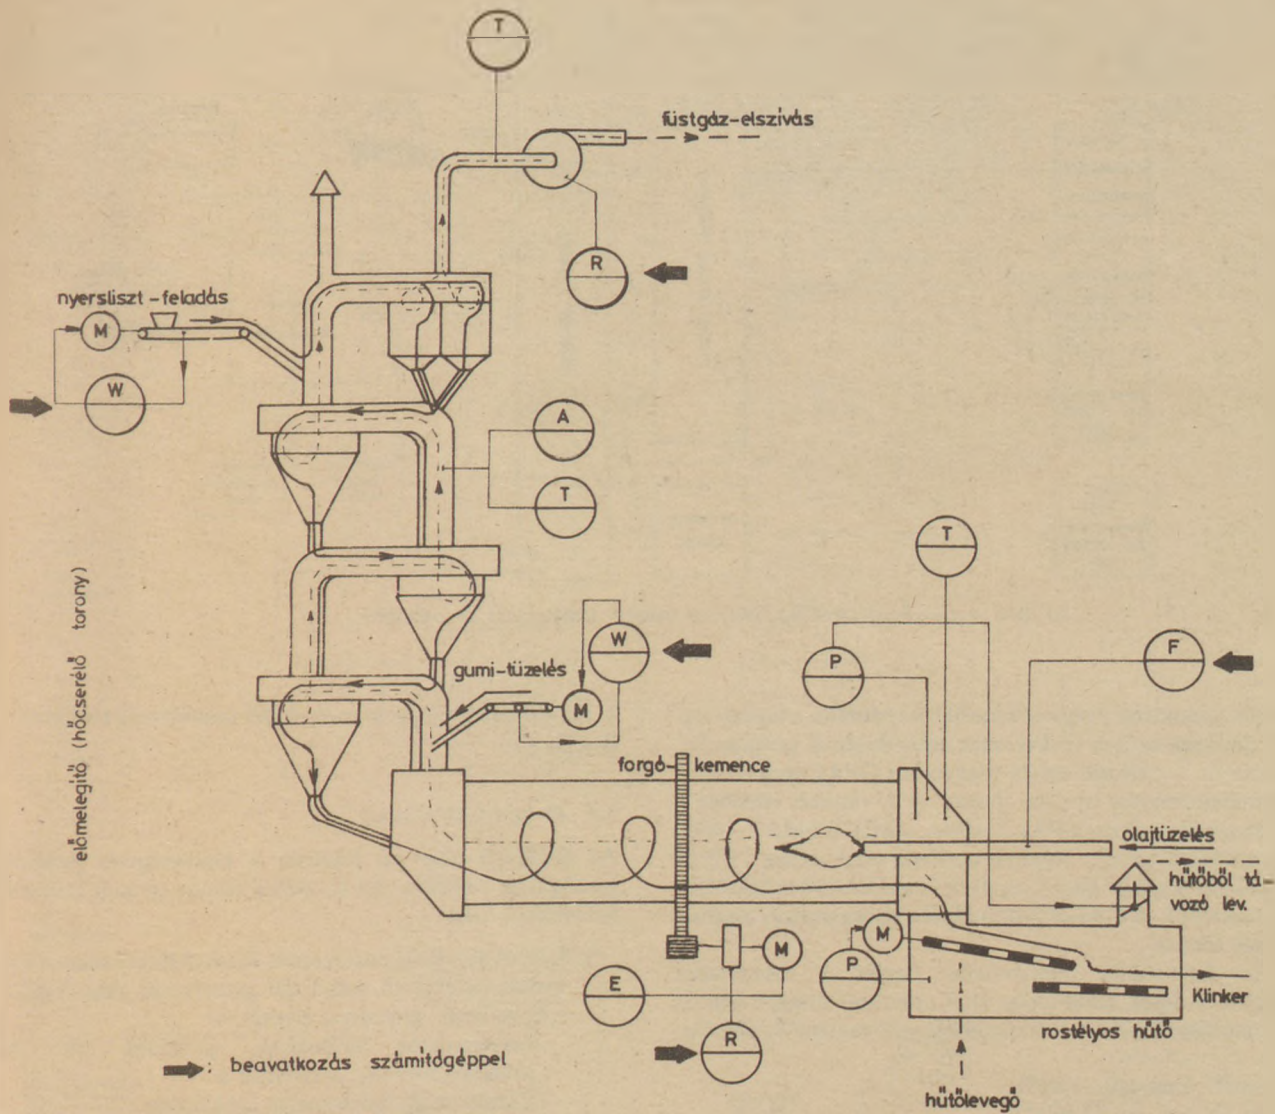 T
füstgáz-elszívás
R
nyersliszt-feladás
M
W
A
T
T
előmelegítő (hőcserélő torony)
W
P
F
gumi-tüzelés
M
forgó-kemence
olajtüzelés
hűtőből tá-
vozó lev.
M
M
P
E
Klinker
R
rostélyos hűtő
: beavatkozás számítógéppel
hűtőlevegő